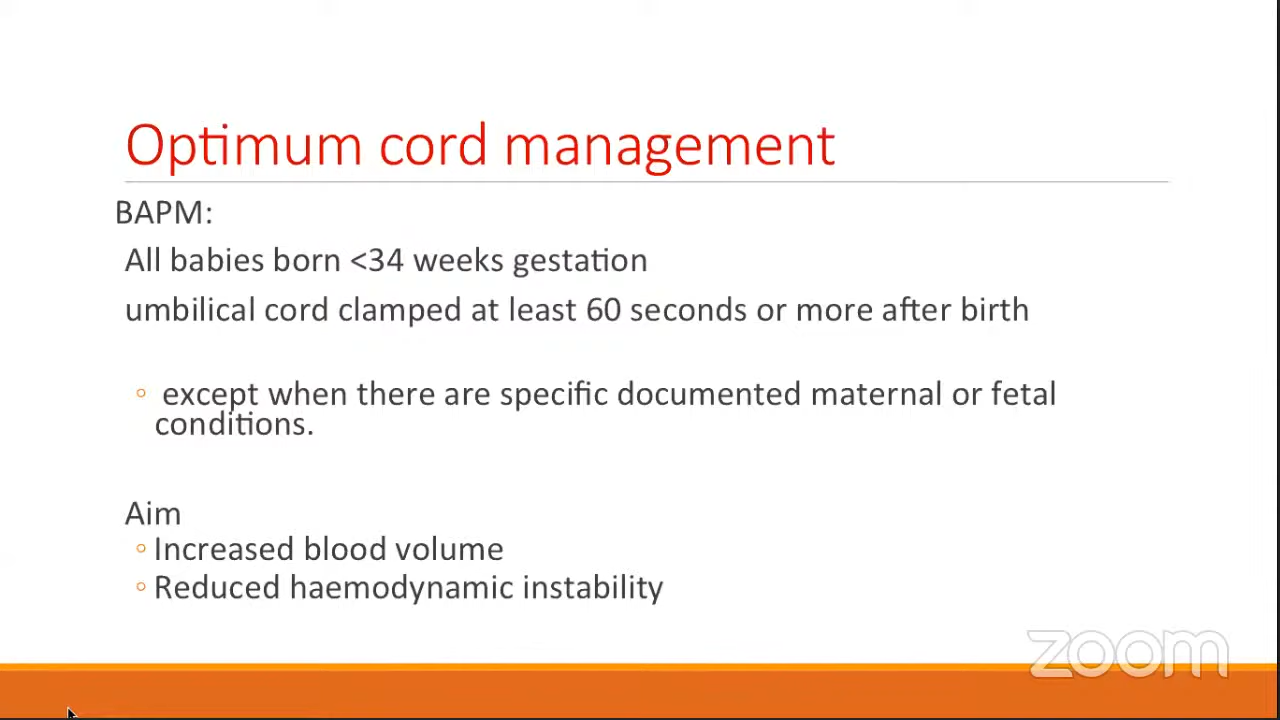 Optimum cord management
BAPM:
All babies born <34 weeks gestation
umbilical cord clamped at least 60 seconds or more after birth
◦ except when there are specific documented maternal or fetal
conditions.
Aim
◦ Increased blood volume
◦ Reduced haemodynamic instability
zoom